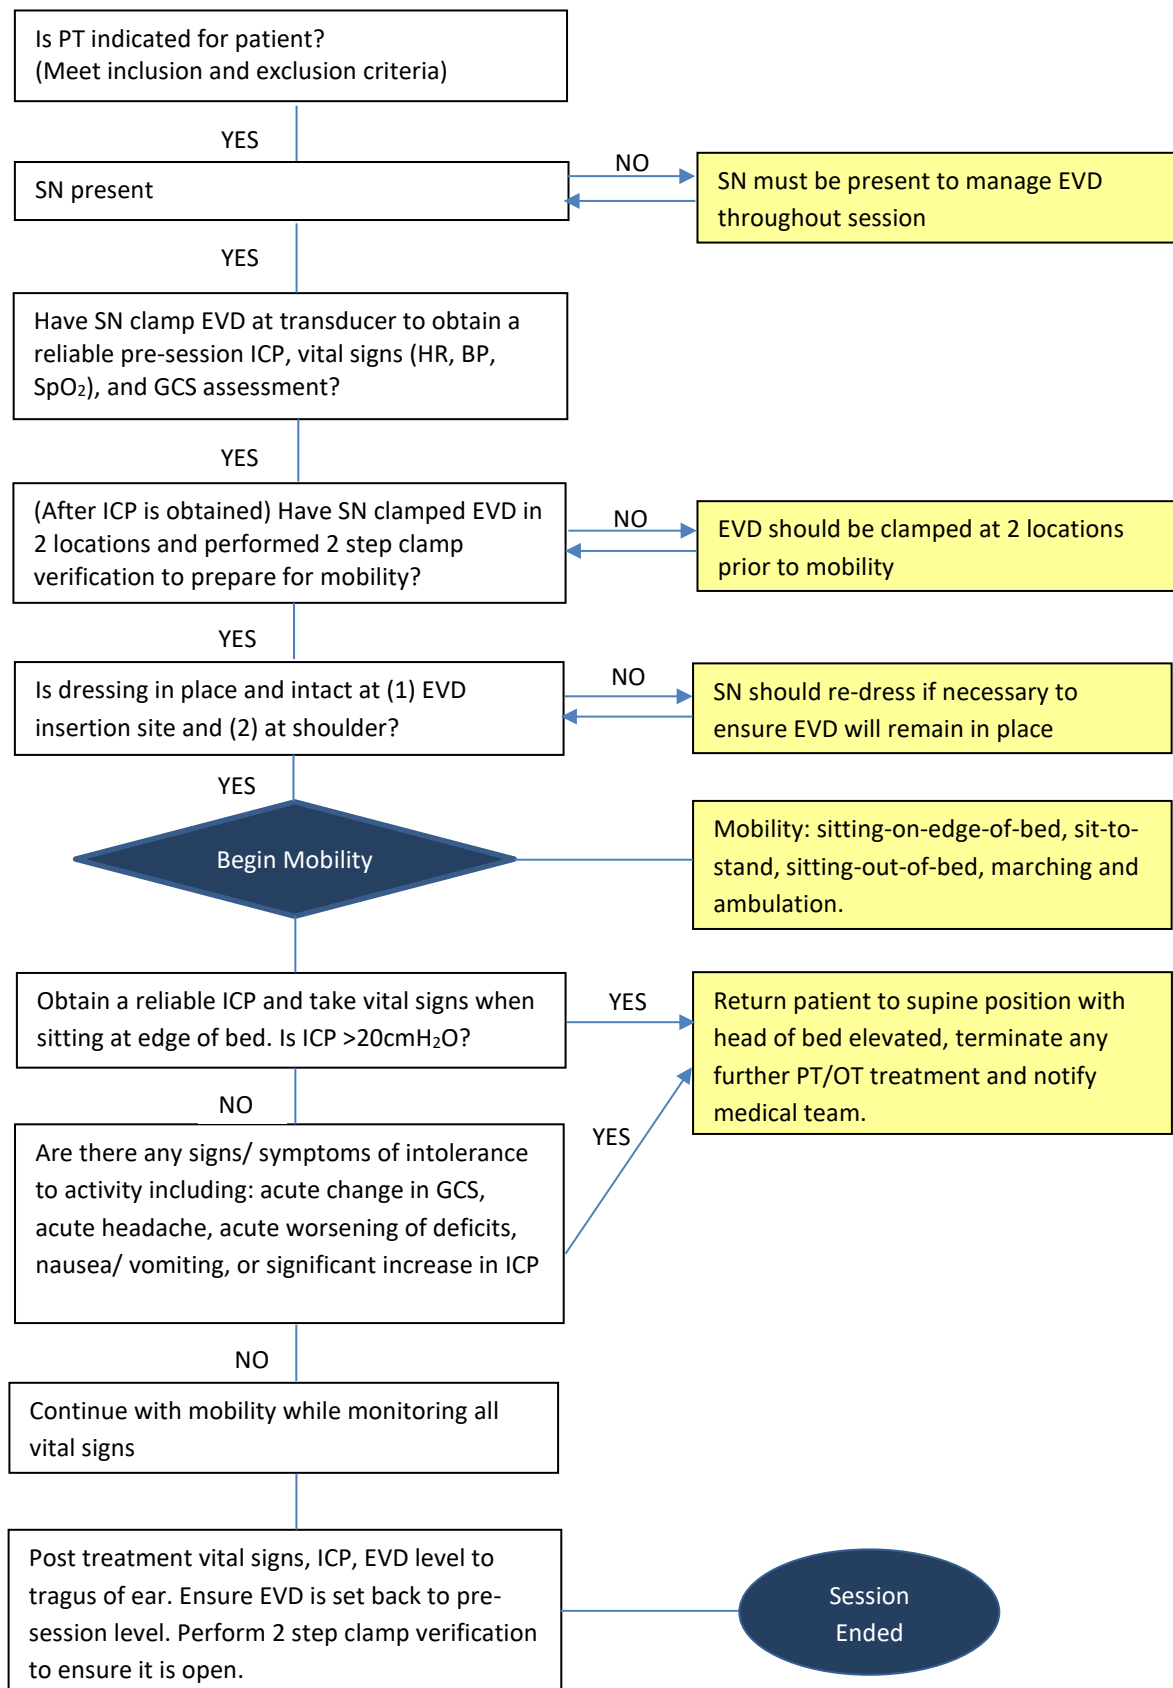 Is PT indicated for patient?
(Meet inclusion and exclusion criteria)
YES
SN present
NO
SN must be present to manage EVD
throughout session
YES
Have SN clamp EVD at transducer to obtain a
reliable pre-session ICP, vital signs (HR, BP,
SpO₂), and GCS assessment?
YES
(After ICP is obtained) Have SN clamped EVD in
2 locations and performed 2 step clamp
verification to prepare for mobility?
NO
EVD should be clamped at 2 locations
prior to mobility
YES
Is dressing in place and intact at (1) EVD
insertion site and (2) at shoulder?
NO
SN should re-dress if necessary to
ensure EVD will remain in place
YES
Begin Mobility
Mobility: sitting-on-edge-of-bed, sit-to-
stand, sitting-out-of-bed, marching and
ambulation.
Obtain a reliable ICP and take vital signs when
sitting at edge of bed. Is ICP >20cmH₂O?
YES
Return patient to supine position with
head of bed elevated, terminate any
further PT/OT treatment and notify
medical team.
NO
Are there any signs/ symptoms of intolerance
to activity including: acute change in GCS,
acute headache, acute worsening of deficits,
nausea/ vomiting, or significant increase in ICP
YES
NO
Continue with mobility while monitoring all
vital signs
Post treatment vital signs, ICP, EVD level to
tragus of ear. Ensure EVD is set back to pre-
session level. Perform 2 step clamp verification
to ensure it is open.
Session
Ended